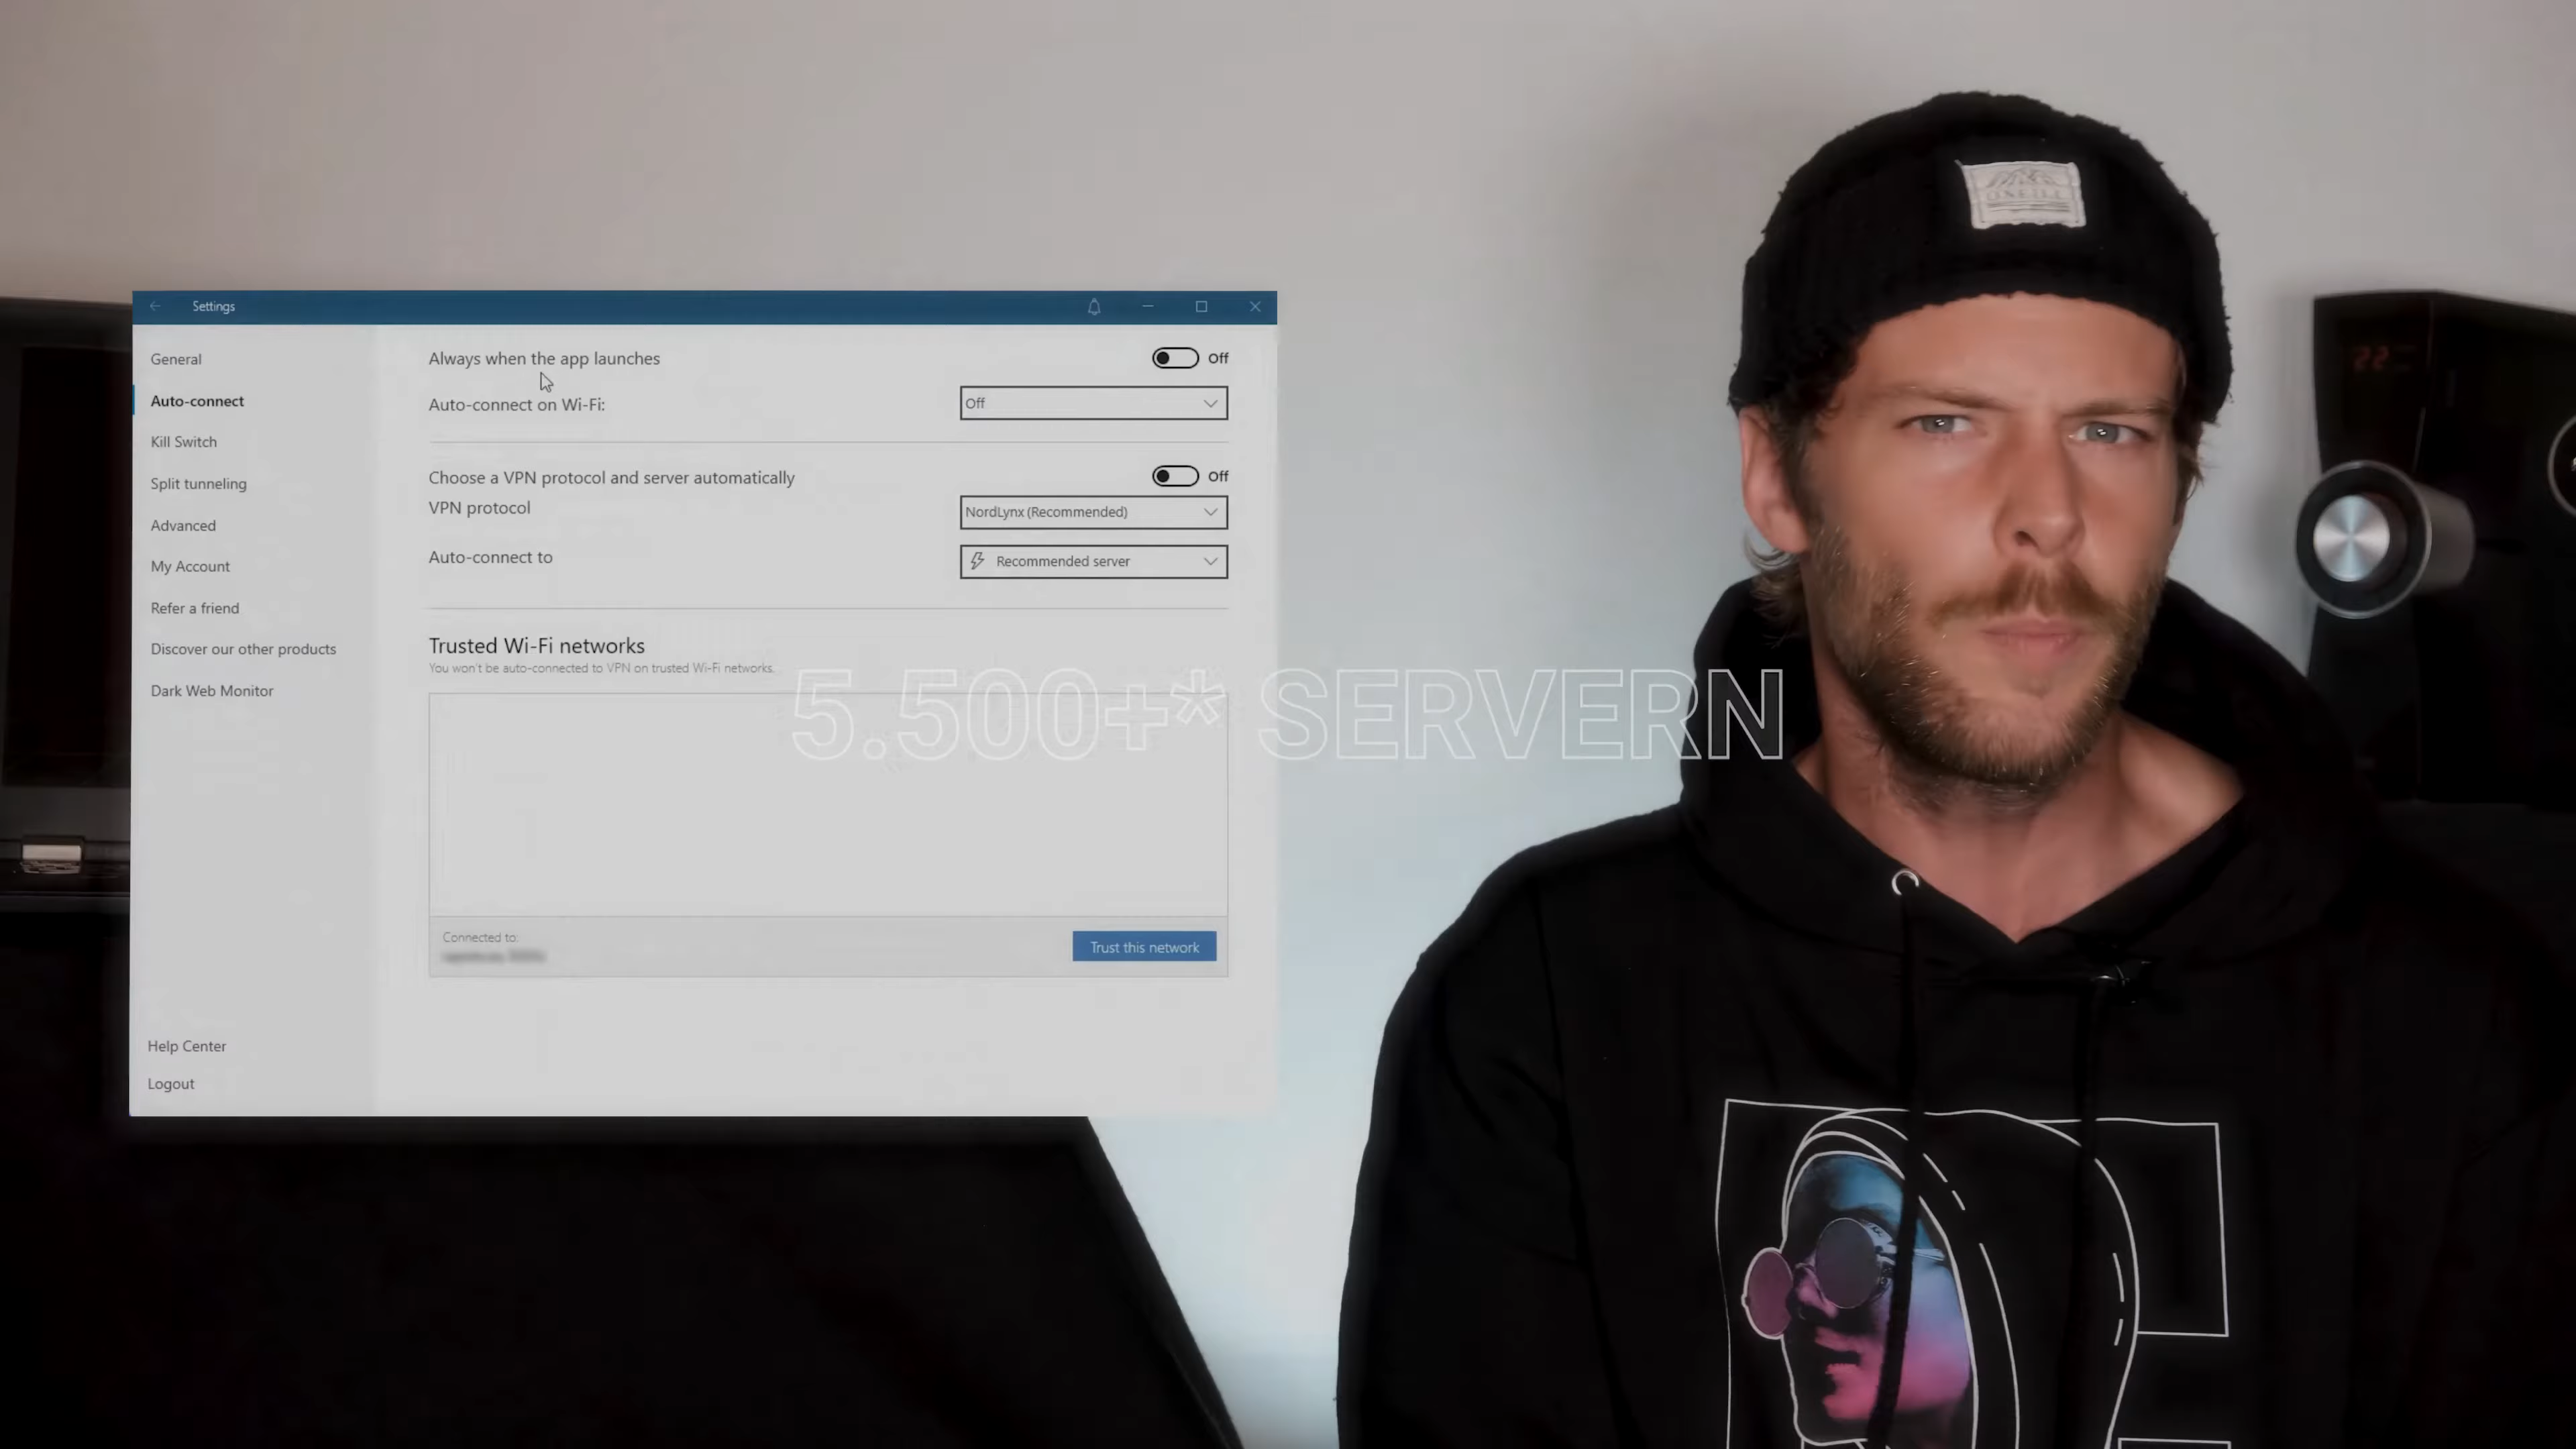 Settings
General
Auto-connect
Kill Switch
Split tunneling
Advanced
My Account
Refer a friend
Discover our other products
Dark Web Monitor
Help Center
Logout
Always when the app launches
Off
Auto-connect on Wi-Fi:
Off
Choose a VPN protocol and server automatically
Off
VPN protocol
NordLynx (Recommended)
Auto-connect to
Recommended server
Trusted Wi-Fi networks
You won't be auto-connected to VPN on trusted Wi-Fi networks.
5.500+* SERVERN
Connected to:
Trust this network
O'NEILL
22